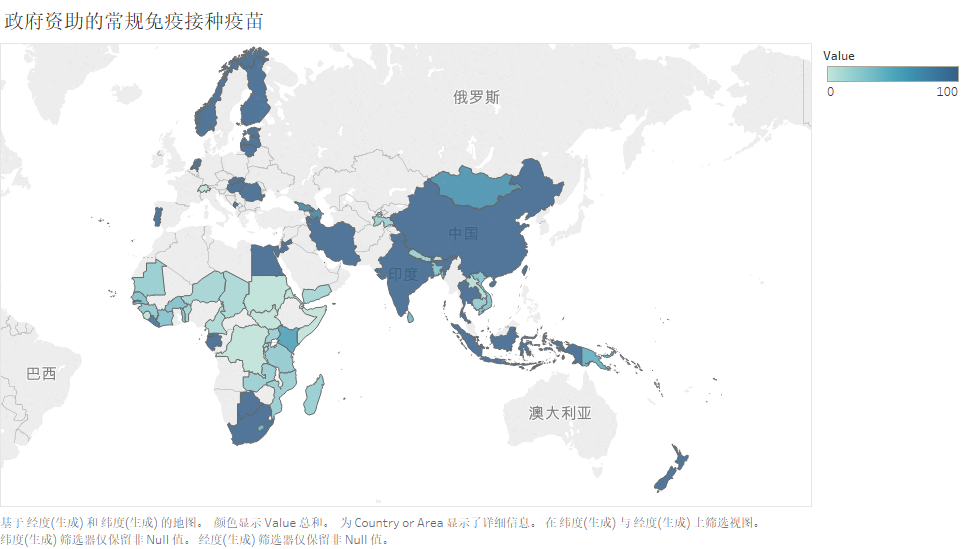 政府资助的常规免疫接种疫苗
Value
0 100
俄罗斯
中国
印度
巴西
澳大利亚
基于 经度(生成) 和 纬度(生成) 的地图。 颜色显示 Value 总和。 为 Country or Area 显示了详细信息。 在 纬度(生成) 与 经度(生成) 上筛选视图。
纬度(生成) 筛选器仅保留非 Null 值。 经度(生成) 筛选器仅保留非 Null 值。